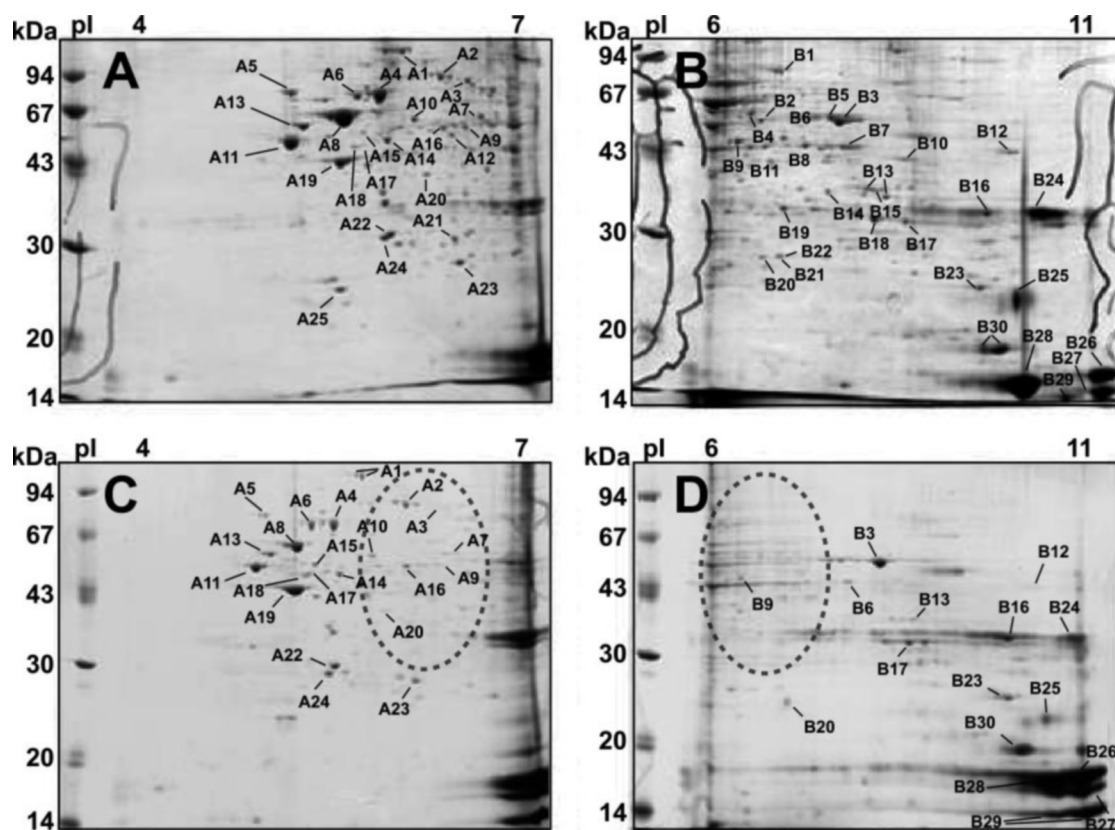 kDa pI 4 7
A
94
67
43
30
20
14
A1 A2
A6 A4
A5 A3
A13 A10 A7
A11 A8 A15 A14 A16 A12 A9
A19 A18 A17 A20
A22 A21
A24 A23
A25
kDa pI 6 11
B
94
67
43
30
20
14
B1
B2 B6 B5 B3
B4 B7 B12
B9 B8 B10
B11 B13 B16 B24
B14 B15
B19 B18 B17
B22
B20 B21 B23 B25
B30 B28 B26
B27
B29
kDa pI 4 7
C
94
67
43
30
20
14
A1
A5 A6 A4 A2
A8 A3
A13 A15 A10 A7
A11 A18 A17 A14 A16 A9
A19 A20
A22
A24 A23
kDa pI 6 11
D
94
67
43
30
20
14
B3
B12
B9 B6 B13 B16 B24
B17
B23 B25
B20 B30
B26
B28
B29 B27